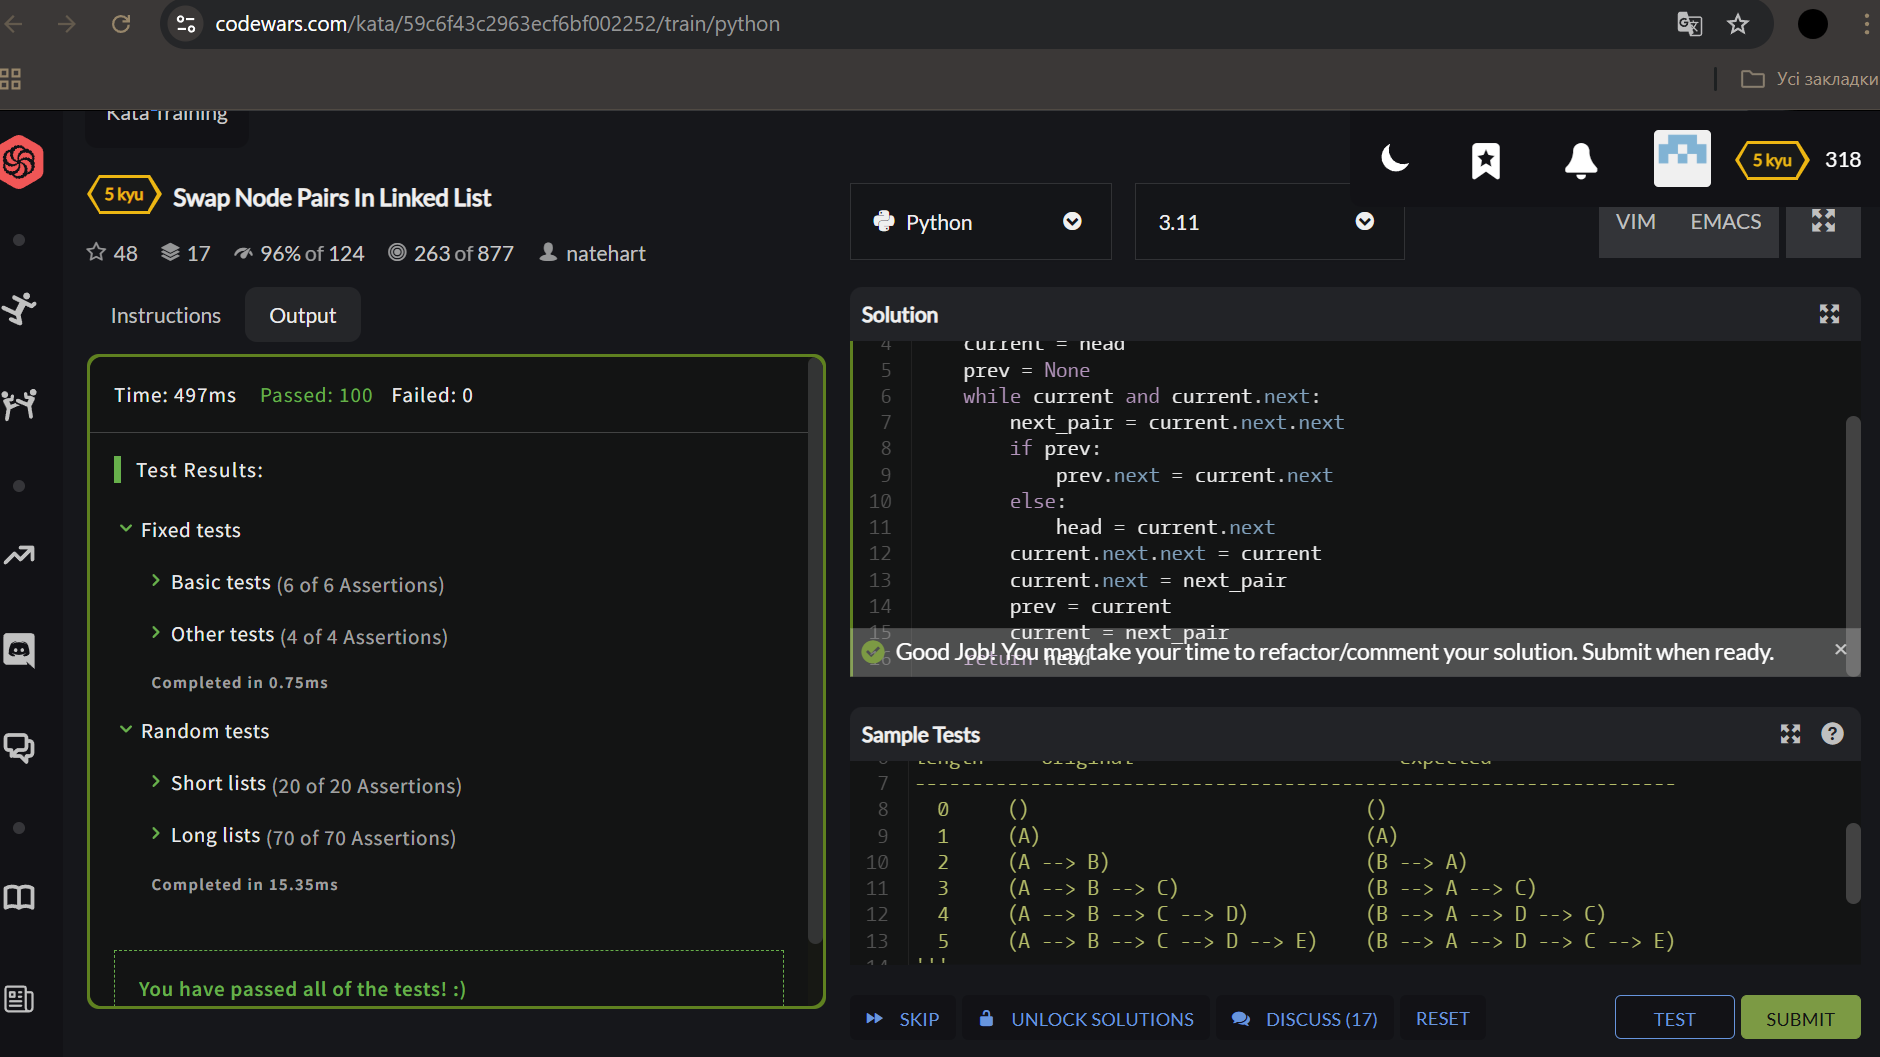 codewars.com/kata/59c6f43c2963ecf6bf002252/train/python
Усі закладки
Kata Training
5 kyu Swap Node Pairs In Linked List
48 17 96% of 124 263 of 877 natehart
5 kyu 318
Python 3.11 VIM EMACS
Instructions Output
Time: 497ms Passed: 100 Failed: 0
Test Results:
Fixed tests
Basic tests (6 of 6 Assertions)
Other tests (4 of 4 Assertions)
Completed in 0.75ms
Random tests
Short lists (20 of 20 Assertions)
Long lists (70 of 70 Assertions)
Completed in 15.35ms
You have passed all of the tests! :)
Solution
4 current = head
5 prev = None
6 while current and current.next:
7 next_pair = current.next.next
8 if prev:
9 prev.next = current.next
10 else:
11 head = current.next
12 current.next.next = current
13 current.next = next_pair
14 prev = current
15 current = next_pair
16 return head
Good Job! You may take your time to refactor/comment your solution. Submit when ready.
Sample Tests
6 length original expected
7 ------------------------------------------------------------------
8 0 () ()
9 1 (A) (A)
10 2 (A --> B) (B --> A)
11 3 (A --> B --> C) (B --> A --> C)
12 4 (A --> B --> C --> D) (B --> A --> D --> C)
13 5 (A --> B --> C --> D --> E) (B --> A --> D --> C --> E)
14 '''
SKIP UNLOCK SOLUTIONS DISCUSS (17) RESET TEST SUBMIT